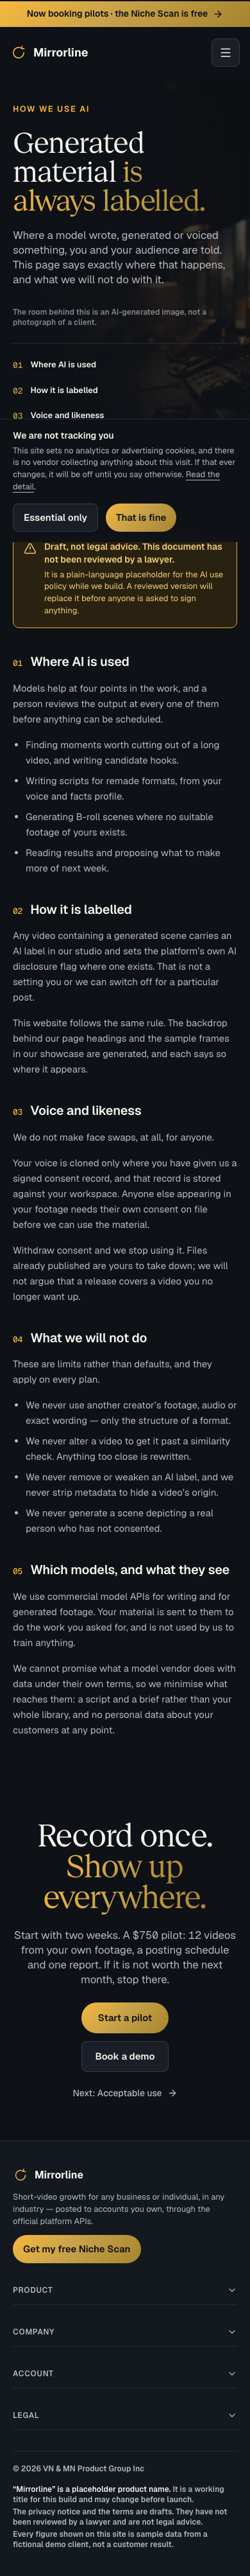 Now booking pilots · the Niche Scan is free →
Mirrorline
HOW WE USE AI
Generated
material is
always labelled.
Where a model wrote, generated or voiced
something, you and your audience are told.
This page says exactly where that happens,
and what we will not do with it.
The room behind this is an AI-generated image, not a
photograph of a client.
01 Where AI is used
02 How it is labelled
03 Voice and likeness
We are not tracking you
This site sets no analytics or advertising cookies, and there
is no vendor collecting anything about this visit. If that ever
changes, it will be off until you say otherwise. Read the
detail.
Essential only
That is fine
Draft, not legal advice. This document has
not been reviewed by a lawyer.
It is a plain-language placeholder for the AI use
policy while we build. A reviewed version will
replace it before anyone is asked to sign
anything.
01 Where AI is used
Models help at four points in the work, and a
person reviews the output at every one of them
before anything can be scheduled.
• Finding moments worth cutting out of a long
video, and writing candidate hooks.
• Writing scripts for remade formats, from your
voice and facts profile.
• Generating B-roll scenes where no suitable
footage of yours exists.
• Reading results and proposing what to make
more of next week.
02 How it is labelled
Any video containing a generated scene carries an
AI label in our studio and sets the platform's own AI
disclosure flag where one exists. That is not a
setting you or we can switch off for a particular
post.
This website follows the same rule. The backdrop
behind our page headings and the sample frames
in our showcase are generated, and each says so
where it appears.
03 Voice and likeness
We do not make face swaps, at all, for anyone.
Your voice is cloned only where you have given us a
signed consent record, and that record is stored
against your workspace. Anyone else appearing in
your footage needs their own consent on file
before we can use the material.
Withdraw consent and we stop using it. Files
already published are yours to take down; we will
not argue that a release covers a video you no
longer want up.
04 What we will not do
These are limits rather than defaults, and they
apply on every plan.
• We never use another creator's footage, audio or
exact wording — only the structure of a format.
• We never alter a video to get it past a similarity
check. Anything too close is rewritten.
• We never remove or weaken an AI label, and we
never strip metadata to hide a video's origin.
• We never generate a scene depicting a real
person who has not consented.
05 Which models, and what they see
We use commercial model APIs for writing and for
generated footage. Your material is sent to them to
do the work you asked for, and is not used by us to
train anything.
We cannot promise what a model vendor does with
data under their own terms, so we minimise what
reaches them: a script and a brief rather than your
whole library, and no personal data about your
customers at any point.
Record once.
Show up
everywhere.
Start with two weeks. A $750 pilot: 12 videos
from your own footage, a posting schedule
and one report. If it is not worth the next
month, stop there.
Start a pilot
Book a demo
Next: Acceptable use →
Mirrorline
Short-video growth for any business or individual, in any
industry — posted to accounts you own, through the
official platform APIs.
Get my free Niche Scan
PRODUCT
COMPANY
ACCOUNT
LEGAL
© 2026 VN & MN Product Group Inc
"Mirrorline" is a placeholder product name. It is a working
title for this build and may change before launch.
The privacy notice and the terms are drafts. They have not
been reviewed by a lawyer and are not legal advice.
Every figure shown on this site is sample data from a
fictional demo client, not a customer result.